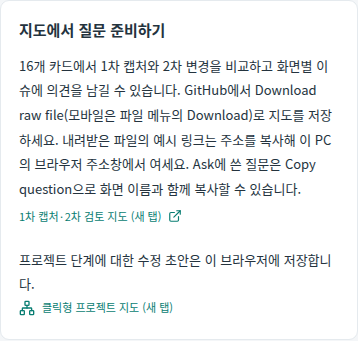 지도에서 질문 준비하기
16개 카드에서 1차 캡처와 2차 변경을 비교하고 화면별 이
슈에 의견을 남길 수 있습니다. GitHub에서 Download
raw file(모바일은 파일 메뉴의 Download)로 지도를 저장
하세요. 내려받은 파일의 예시 링크는 주소를 복사해 이 PC
의 브라우저 주소창에서 여세요. Ask에 쓴 질문은 Copy
question으로 화면 이름과 함께 복사할 수 있습니다.
1차 캡처·2차 검토 지도 (새 탭)
프로젝트 단계에 대한 수정 초안은 이 브라우저에 저장합니
다.
클릭형 프로젝트 지도 (새 탭)